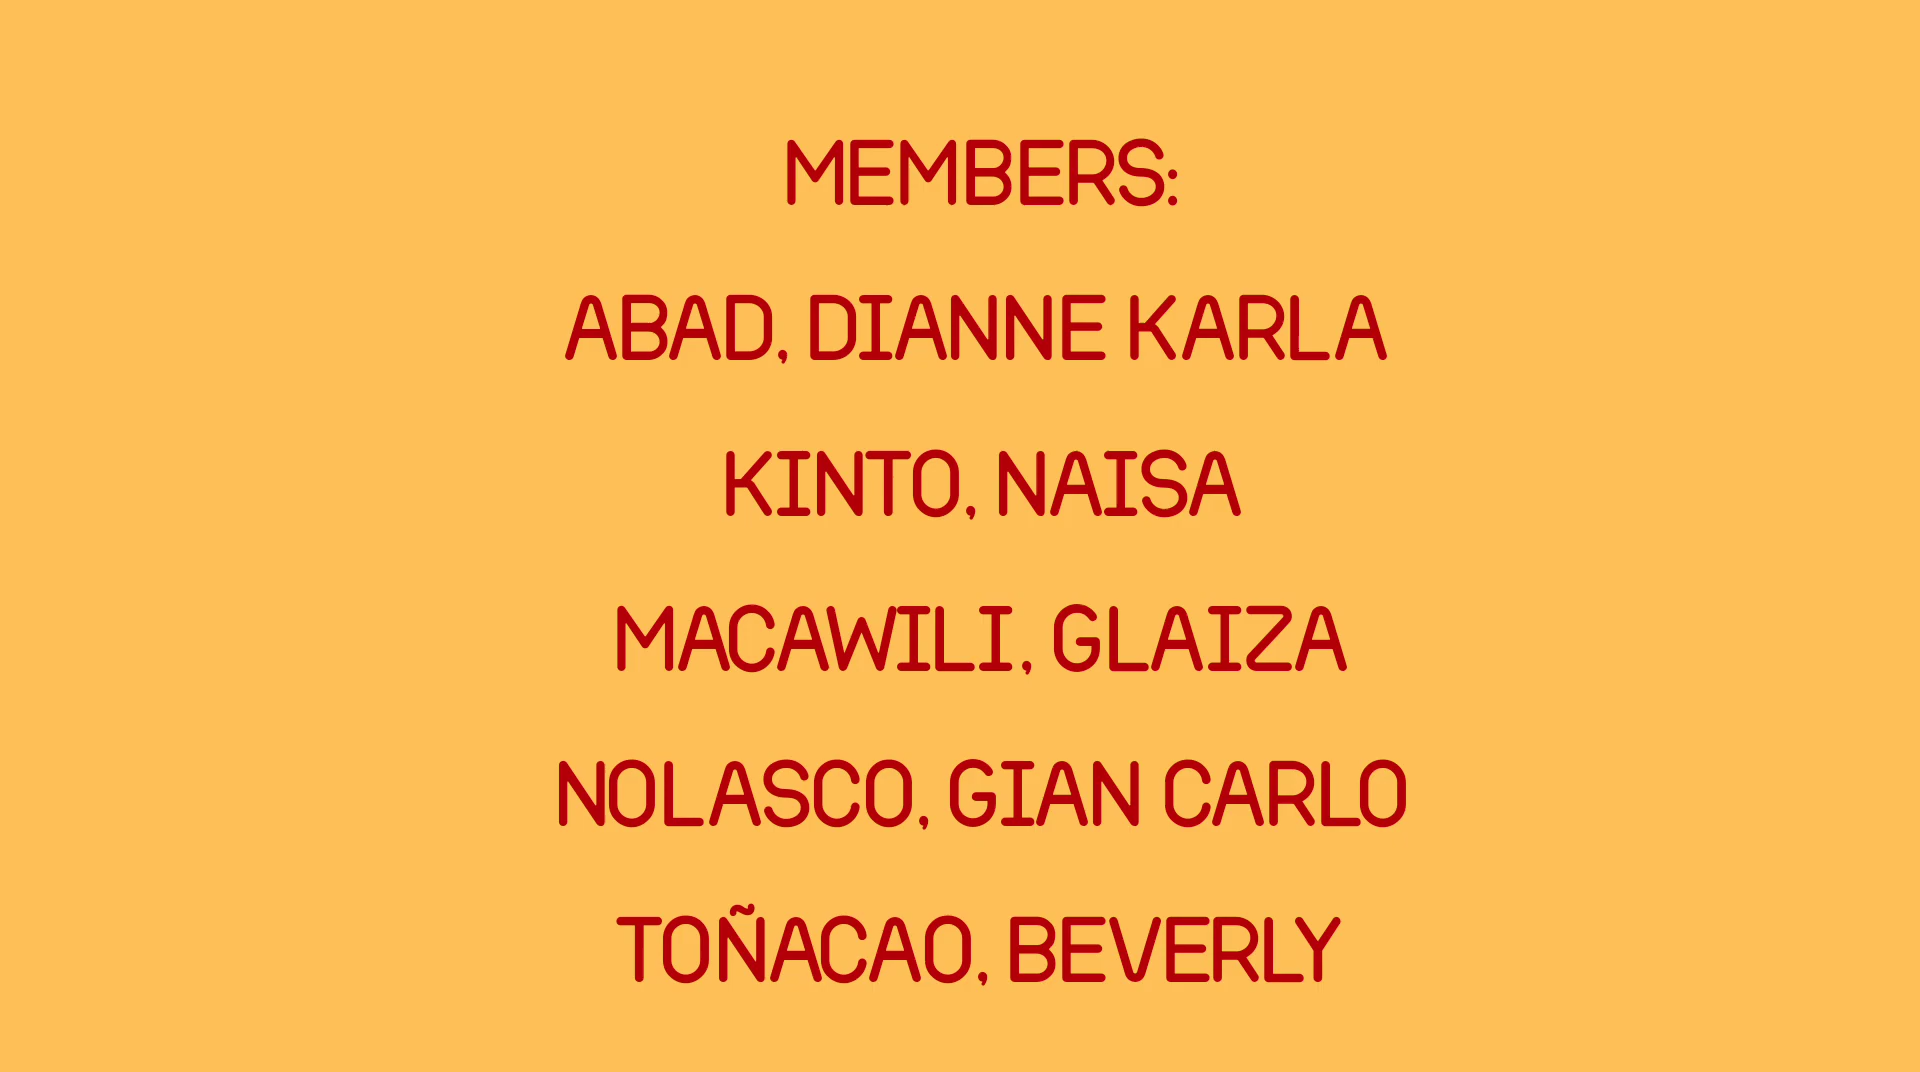 MEMBERS:
ABAD, DIANNE KARLA
KINTO, NAISA
MACAWILI, GLAIZA
NOLASCO, GIAN CARLO
TOÑACAO, BEVERLY